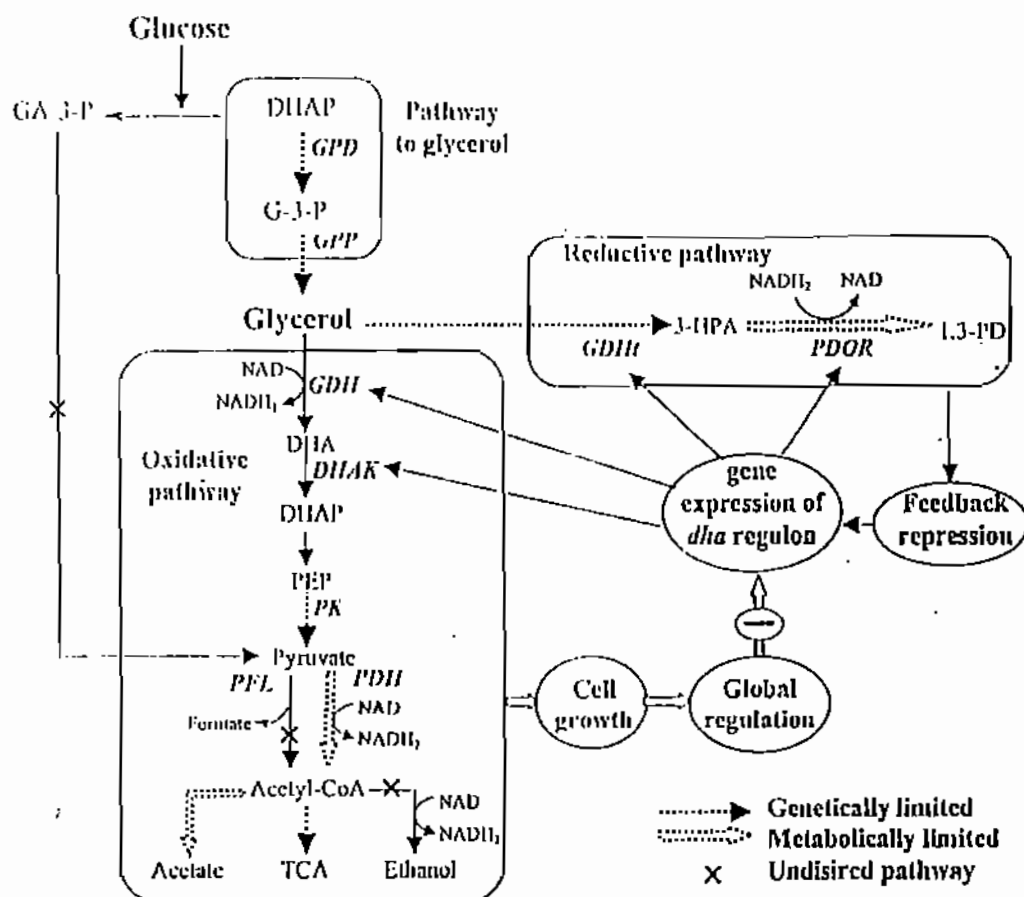 Glucose
GA 3-P
DHAP
GPD
G-3-P
GPP
Pathway
to glycerol
Glycerol
Reductive pathway
NADH₂
NAD
3-HPA
1,3-PD
GDHt
PDOR
NAD
NADH₂
GDH
DHA
DHAK
Oxidative
pathway
DHAP
PEP
PK
Pyruvate
PFL
PDH
Formate
NAD
NADH₂
Acetyl-CoA
NAD
NADH₂
Acetate
TCA
Ethanol
gene
expression of
dha regulon
Feedback
repression
Cell
growth
Global
regulation
Genetically limited
Metabolically limited
X Undisired pathway